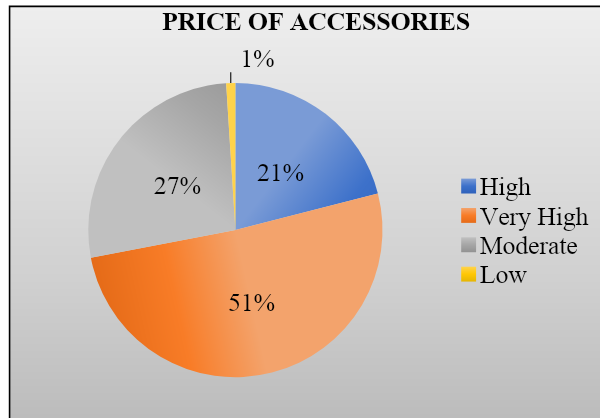 PRICE OF ACCESSORIES
1%
21%
27%
51%
High
Very High
Moderate
Low